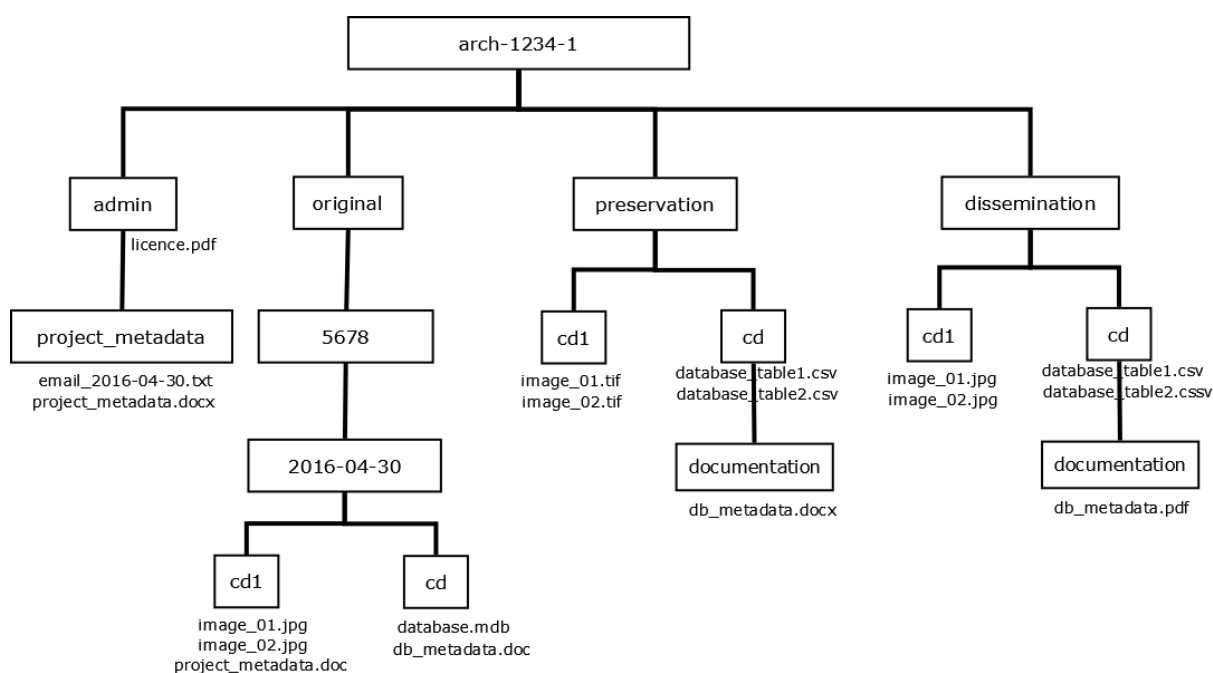 arch-1234-1
admin
original
preservation
dissemination
licence.pdf
project_metadata
5678
cd1
cd
cd1
cd
email_2016-04-30.txt
project_metadata.docx
image_01.tif
image_02.tif
database_table1.csv
database_table2.csv
image_01.jpg
image_02.jpg
database_table1.csv
database_table2.cssv
2016-04-30
documentation
documentation
db_metadata.docx
db_metadata.pdf
cd1
cd
image_01.jpg
image_02.jpg
project_metadata.doc
database.mdb
db_metadata.doc